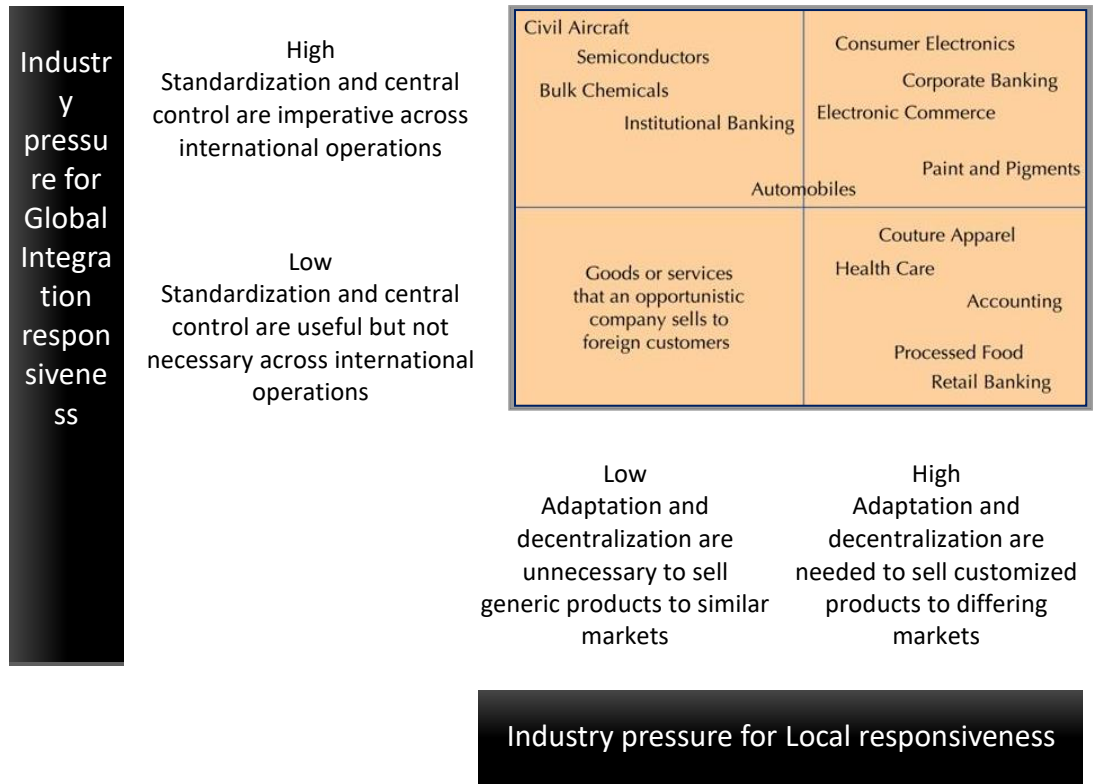 Industr
y
pressu
re for
Global
Integra
tion
respon
sivene
ss
High
Standardization and central
control are imperative across
international operations
Low
Standardization and central
control are useful but not
necessary across international
operations
Civil Aircraft
Semiconductors
Bulk Chemicals
Institutional Banking
Consumer Electronics
Corporate Banking
Electronic Commerce
Paint and Pigments
Automobiles
Goods or services
that an opportunistic
company sells to
foreign customers
Couture Apparel
Health Care
Accounting
Processed Food
Retail Banking
Low
Adaptation and
decentralization are
unnecessary to sell
generic products to similar
markets
High
Adaptation and
decentralization are
needed to sell customized
products to differing
markets
Industry pressure for Local responsiveness